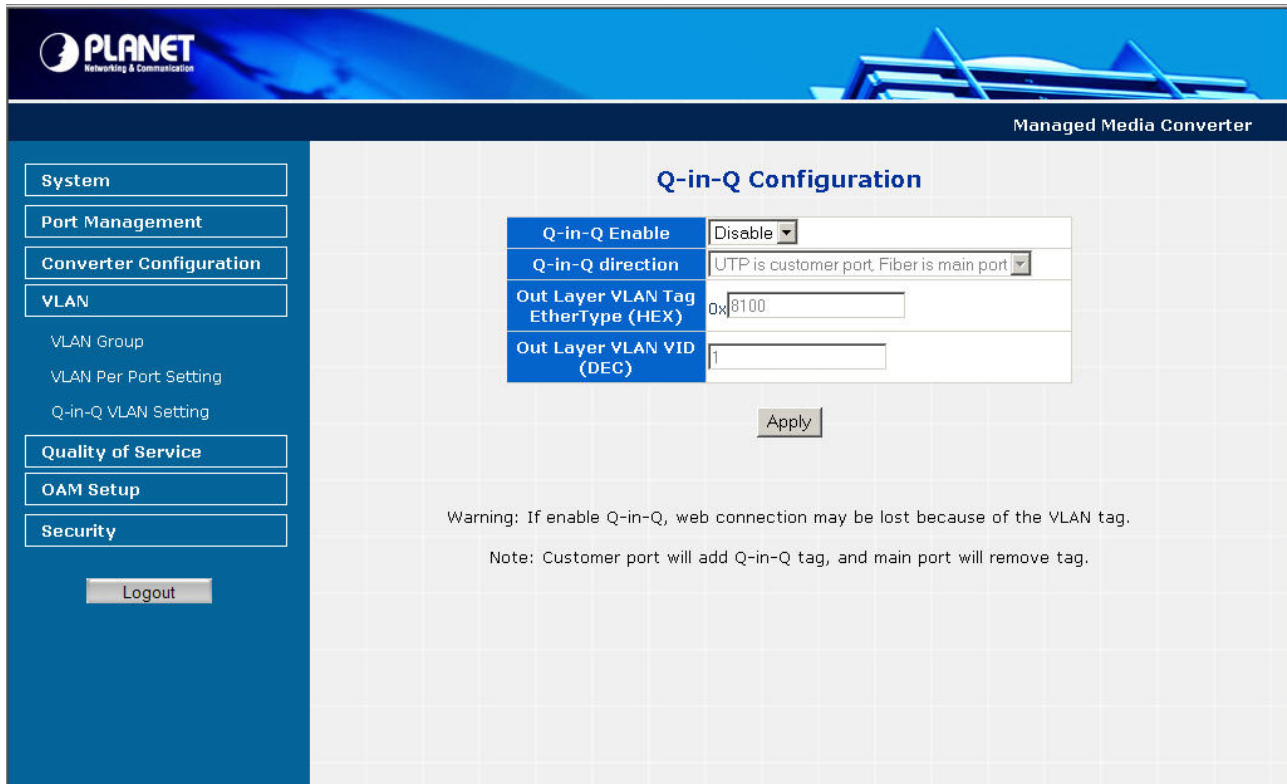 PLANET
Networking & Communication
Managed Media Converter
System
Port Management
Converter Configuration
VLAN
VLAN Group
VLAN Per Port Setting
Q-in-Q VLAN Setting
Quality of Service
OAM Setup
Security
Logout
Q-in-Q Configuration
Q-in-Q Enable Disable
Q-in-Q direction UTP is customer port, Fiber is main port
Out Layer VLAN Tag
EtherType (HEX) 0x 8100
Out Layer VLAN VID
(DEC) 1
Apply
Warning: If enable Q-in-Q, web connection may be lost because of the VLAN tag.
Note: Customer port will add Q-in-Q tag, and main port will remove tag.